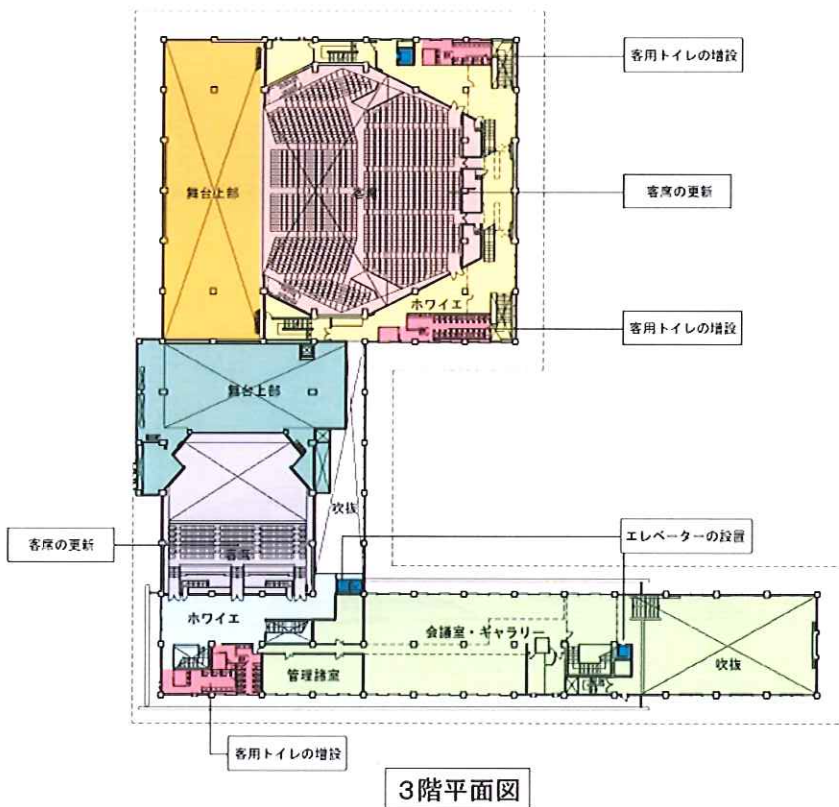 客用トイレの増設
舞台上部
客席
客席の更新
ホワイエ
客用トイレの増設
舞台上部
吹抜
客席の更新
客席
エレベーターの設置
ホワイエ
会議室・ギャラリー
吹抜
管理諸室
客用トイレの増設
3階平面図